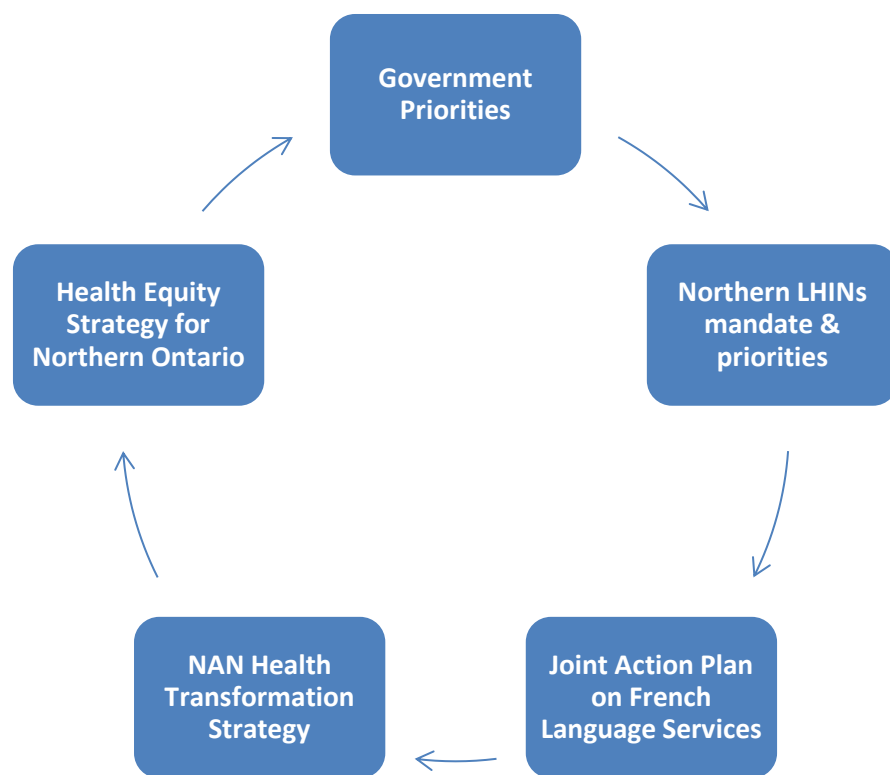 Government
Priorities
Northern LHINs
mandate &
priorities
Joint Action Plan
on French
Language Services
NAN Health
Transformation
Strategy
Health Equity
Strategy for
Northern Ontario